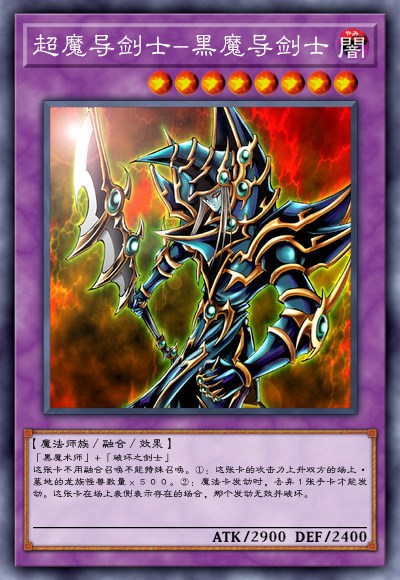 超魔导剑士-黑魔导剑士
闇
やみ
【魔法师族／融合／效果】
「黑魔术师」+「破坏之剑士」
这张卡不用融合召唤不能特殊召唤。①：这张卡的攻击力上升双方的场上·
墓地的龙族怪兽数量×５００。②：魔法卡发动时，丢弃1张手卡才能发
动。这张卡在场上表侧表示存在的场合，那个发动无效并破坏。
ATK/2900 DEF/2400